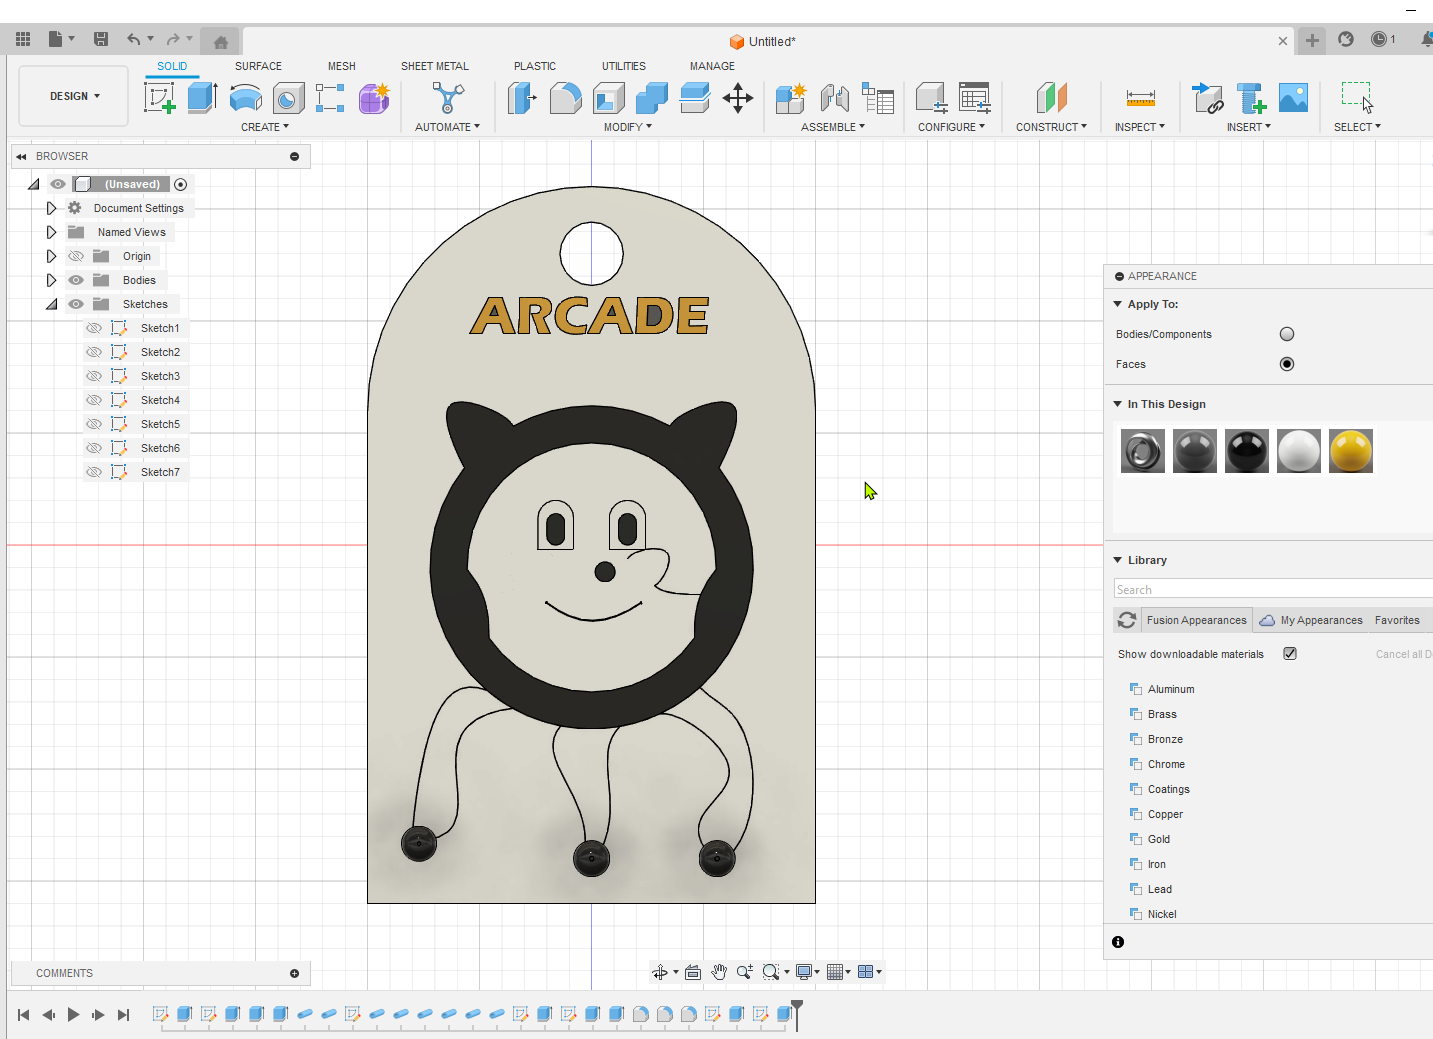 Untitled*
1
DESIGN
SOLID
SURFACE
MESH
SHEET METAL
PLASTIC
UTILITIES
MANAGE
CREATE
AUTOMATE
MODIFY
ASSEMBLE
CONFIGURE
CONSTRUCT
INSPECT
INSERT
SELECT
BROWSER
(Unsaved)
Document Settings
Named Views
Origin
Bodies
Sketches
Sketch1
Sketch2
Sketch3
Sketch4
Sketch5
Sketch6
Sketch7
ARCADE
APPEARANCE
Apply To:
Bodies/Components
Faces
In This Design
Library
Search
Fusion Appearances
My Appearances
Favorites
Show downloadable materials
Cancel all D
Aluminum
Brass
Bronze
Chrome
Coatings
Copper
Gold
Iron
Lead
Nickel
COMMENTS